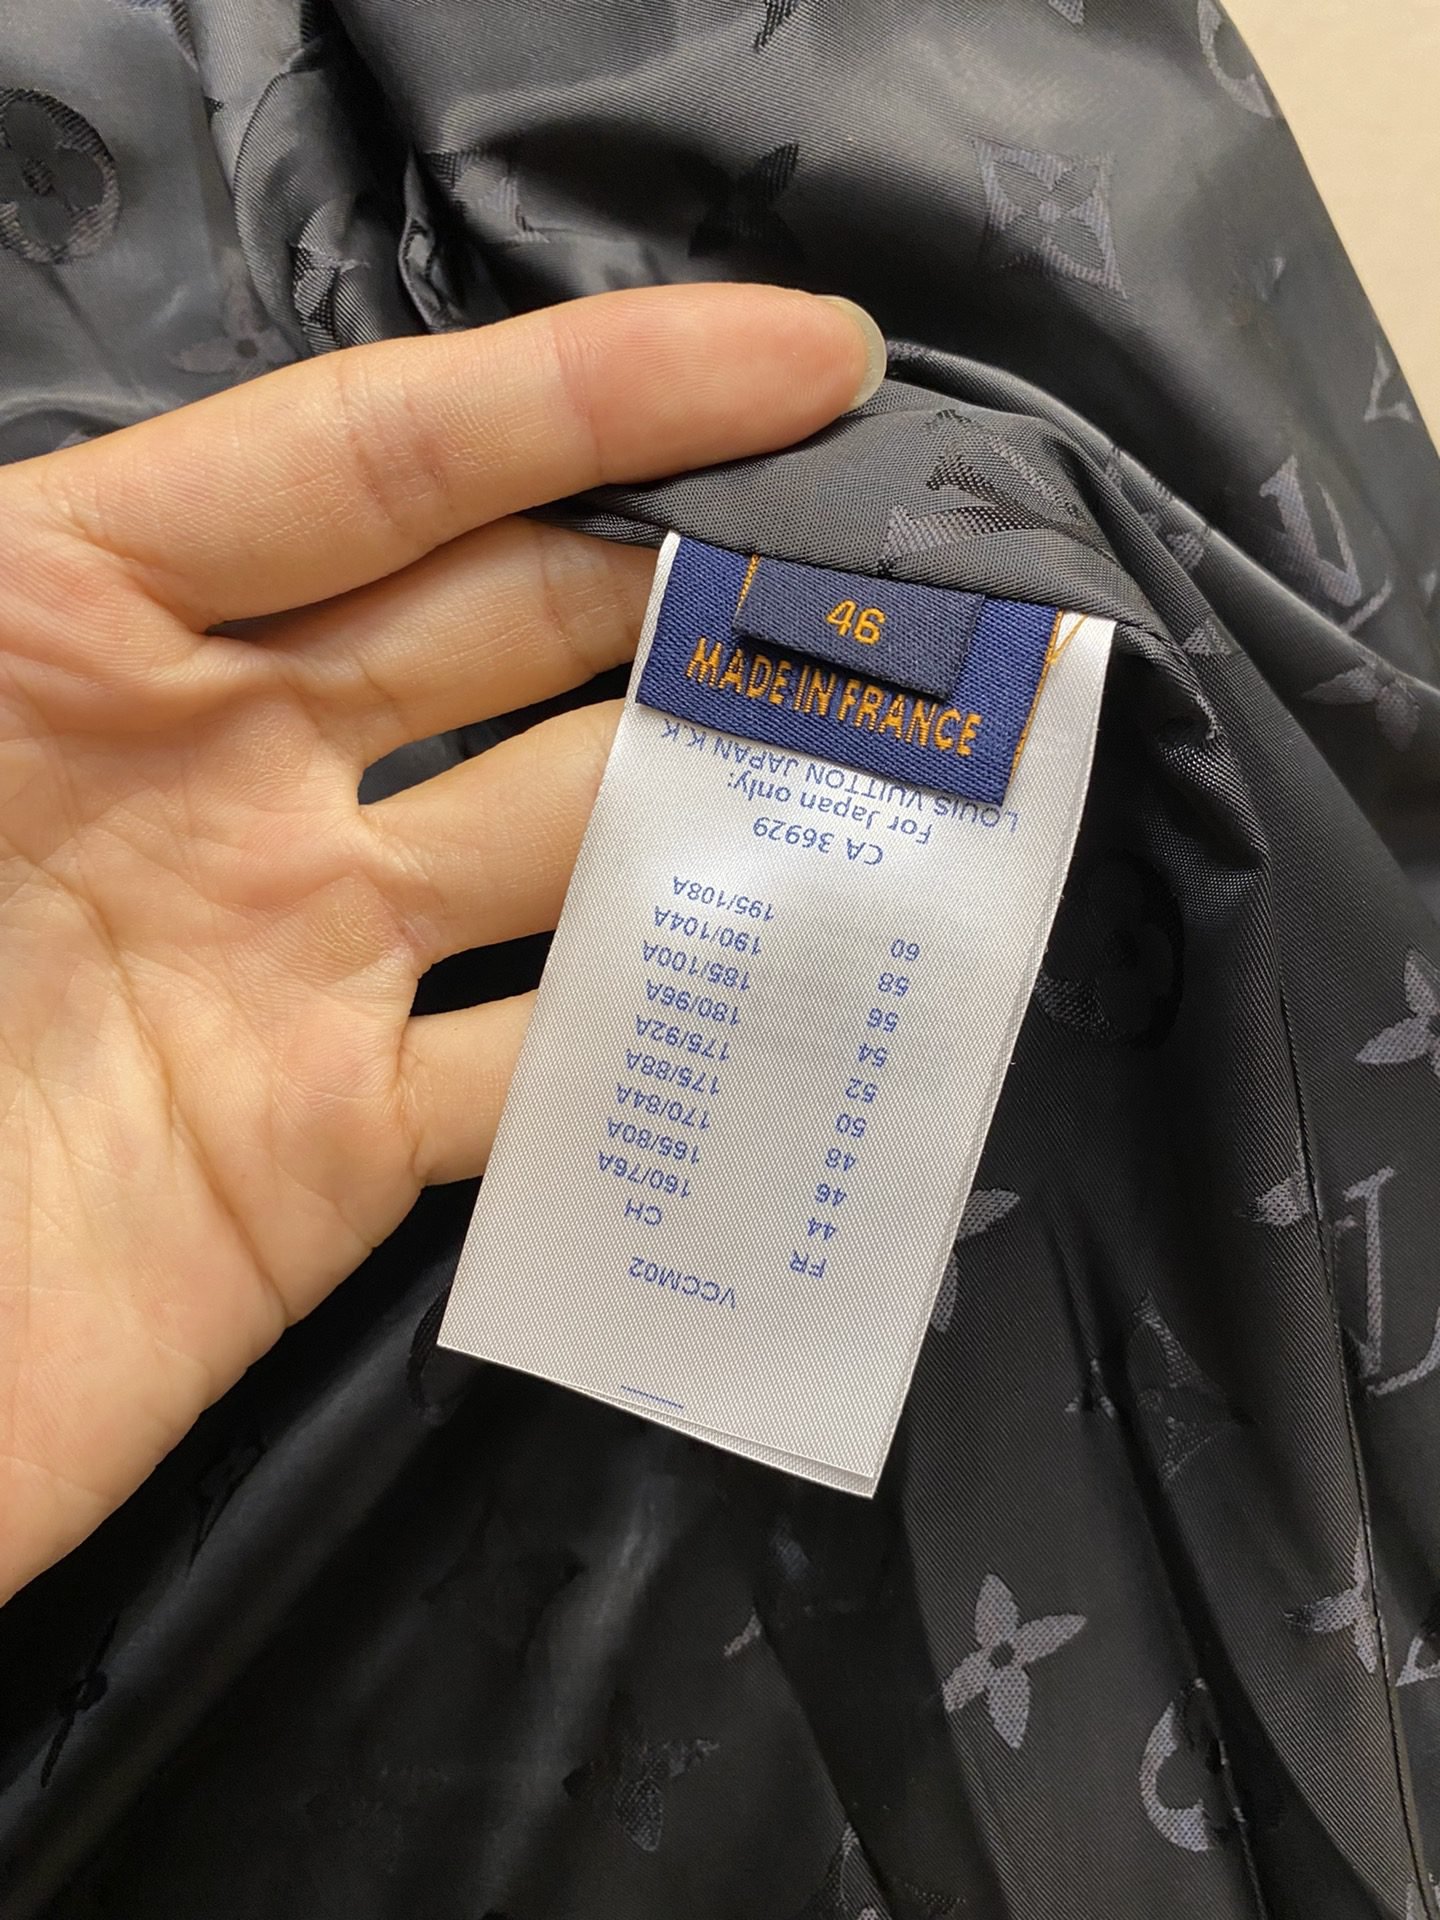 46
MADE IN FRANCE
VCCM02
FR CH
44 160/76A
46 165/80A
48 170/84A
50 175/88A
52 175/92A
54 180/96A
56 185/100A
58 190/104A
60 195/108A
CA 36929
For Japan only:
LOUIS VUITTON JAPAN K.K.